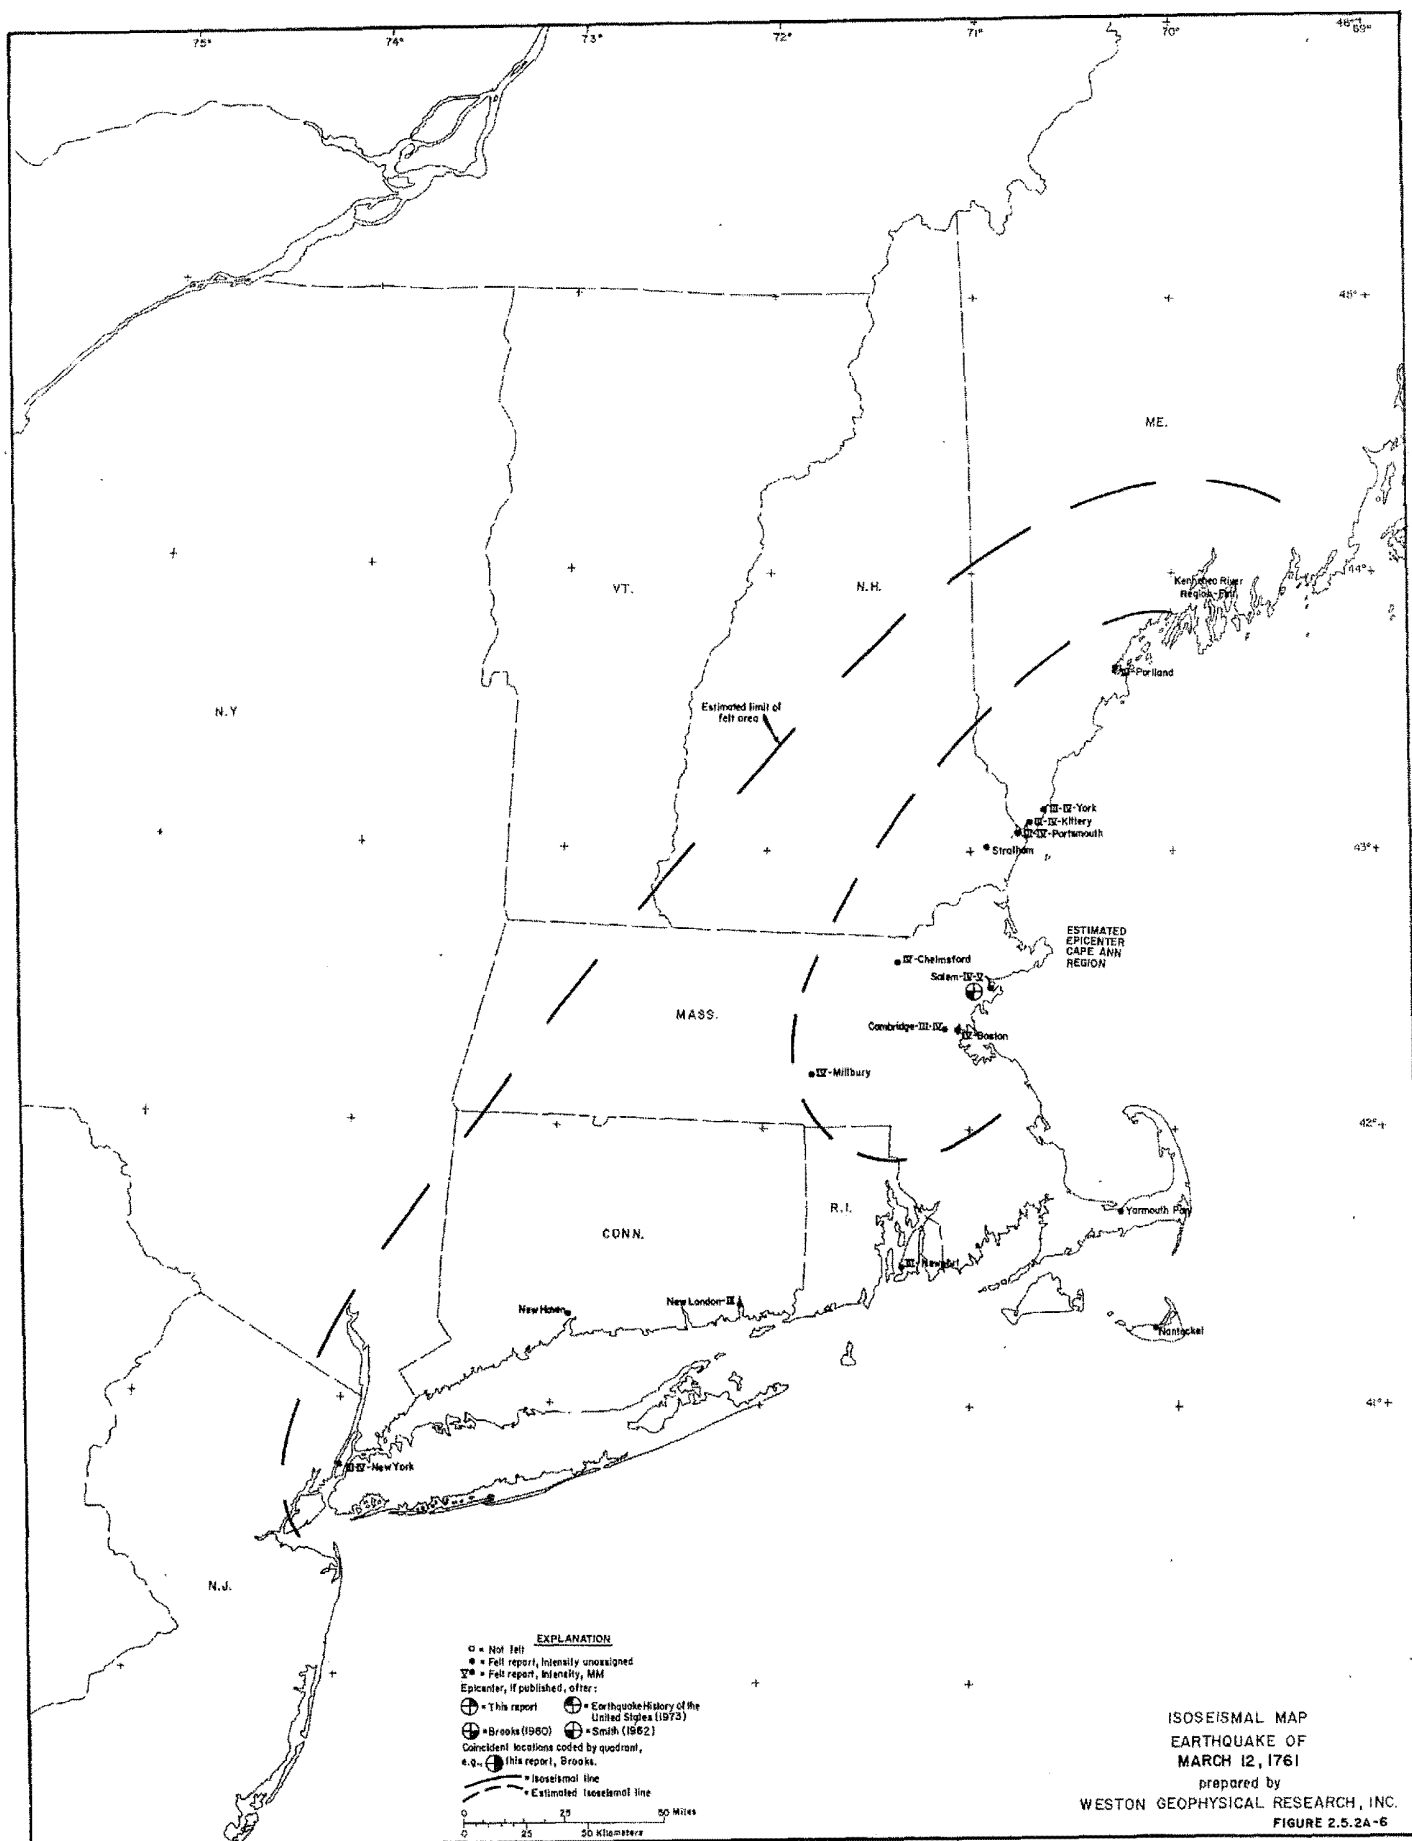 75°
74°
73°
72°
71°
70°
69°
45°
ME.
44°
Region-Felt
VT.
N.H.
N.Y
Portland
Estimated limit of
felt area
III-IV-York
III-IV-Kittery
III-IV-Portsmouth
Stratham
43°
ESTIMATED
EPICENTER
CAPE ANN
REGION
IV-Chelmsford
Salem-IV-V
MASS.
Cambridge-III-IV
IV-Boston
IV-Millbury
42°
R.I.
Yarmouth Port
CONN.
III-Newport
New London-III
New Haven
Nantucket
41°
New York
N.J.
EXPLANATION
= Not felt
= Felt report, Intensity unassigned
V = Felt report, Intensity, MM
Epicenter, if published, after:
= This report
= Earthquake History of the
United States (1973)
= Brooks (1960)
= Smith (1962)
Coincident locations coded by quadrant,
e.g., this report, Brooks.
= Isoseismal line
= Estimated isoseismal line
0 25 50 Miles
0 25 50 Kilometers
ISOSEISMAL MAP
EARTHQUAKE OF
MARCH 12, 1761
prepared by
WESTON GEOPHYSICAL RESEARCH, INC.
FIGURE 2.5.2A-6